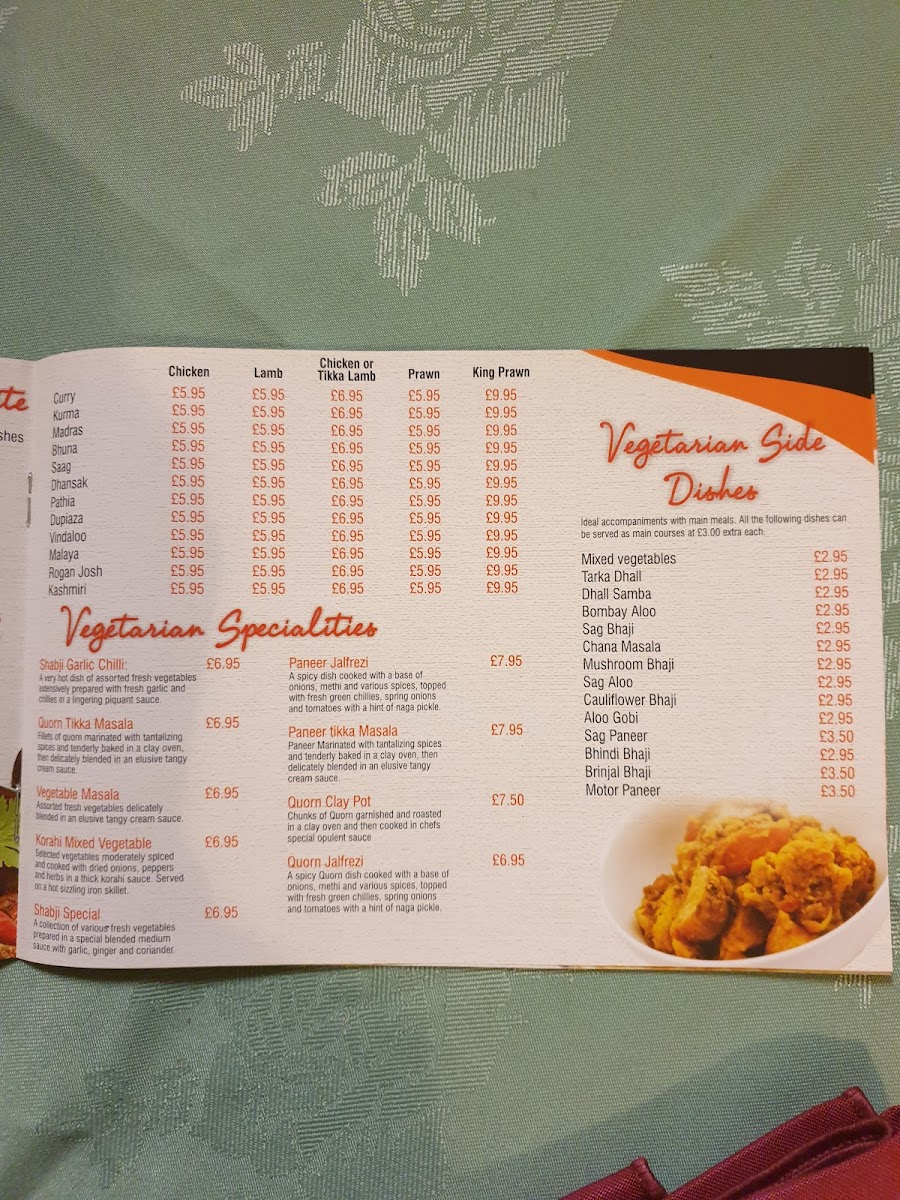 te
shes
Chicken Lamb Chicken or Tikka Lamb Prawn King Prawn
Curry £5.95 £5.95 £6.95 £5.95 £9.95
Kurma £5.95 £5.95 £6.95 £5.95 £9.95
Madras £5.95 £5.95 £6.95 £5.95 £9.95
Bhuna £5.95 £5.95 £6.95 £5.95 £9.95
Saag £5.95 £5.95 £6.95 £5.95 £9.95
Dhansak £5.95 £5.95 £6.95 £5.95 £9.95
Pathia £5.95 £5.95 £6.95 £5.95 £9.95
Dupiaza £5.95 £5.95 £6.95 £5.95 £9.95
Vindaloo £5.95 £5.95 £6.95 £5.95 £9.95
Malaya £5.95 £5.95 £6.95 £5.95 £9.95
Rogan Josh £5.95 £5.95 £6.95 £5.95 £9.95
Kashmiri £5.95 £5.95 £6.95 £5.95 £9.95
Vegetarian Specialities
Shabji Garlic Chilli: £6.95
A very hot dish of assorted fresh vegetables
extensively prepared with fresh garlic and
chillies in a lingering piquant sauce.
Quorn Tikka Masala £6.95
Fillets of quorn marinated with tantalizing
spices and tenderly baked in a clay oven,
then delicately blended in an elusive tangy
cream sauce.
Vegetable Masala £6.95
Assorted fresh vegetables delicately
blended in an elusive tangy cream sauce.
Korahi Mixed Vegetable £6.95
Selected vegetables moderately spiced
and cooked with dried onions, peppers
and herbs in a thick korahi sauce. Served
on a hot sizzling iron skillet.
Shabji Special £6.95
A collection of various fresh vegetables
prepared in a special blended medium
sauce with garlic, ginger and coriander.
Paneer Jalfrezi £7.95
A spicy dish cooked with a base of
onions, methi and various spices, topped
with fresh green chillies, spring onions
and tomatoes with a hint of naga pickle.
Paneer tikka Masala £7.95
Paneer Marinated with tantalizing spices
and tenderly baked in a clay oven, then
delicately blended in an elusive tangy
cream sauce.
Quorn Clay Pot £7.50
Chunks of Quorn garnished and roasted
in a clay oven and then cooked in chefs
special opulent sauce
Quorn Jalfrezi £6.95
A spicy Quorn dish cooked with a base of
onions, methi and various spices, topped
with fresh green chillies, spring onions
and tomatoes with a hint of naga pickle.
Vegetarian Side
Dishes
Ideal accompaniments with main meals. All the following dishes can
be served as main courses at £3.00 extra each.
Mixed vegetables £2.95
Tarka Dhall £2.95
Dhall Samba £2.95
Bombay Aloo £2.95
Sag Bhaji £2.95
Chana Masala £2.95
Mushroom Bhaji £2.95
Sag Aloo £2.95
Cauliflower Bhaji £2.95
Aloo Gobi £2.95
Sag Paneer £3.50
Bhindi Bhaji £2.95
Brinjal Bhaji £3.50
Motor Paneer £3.50